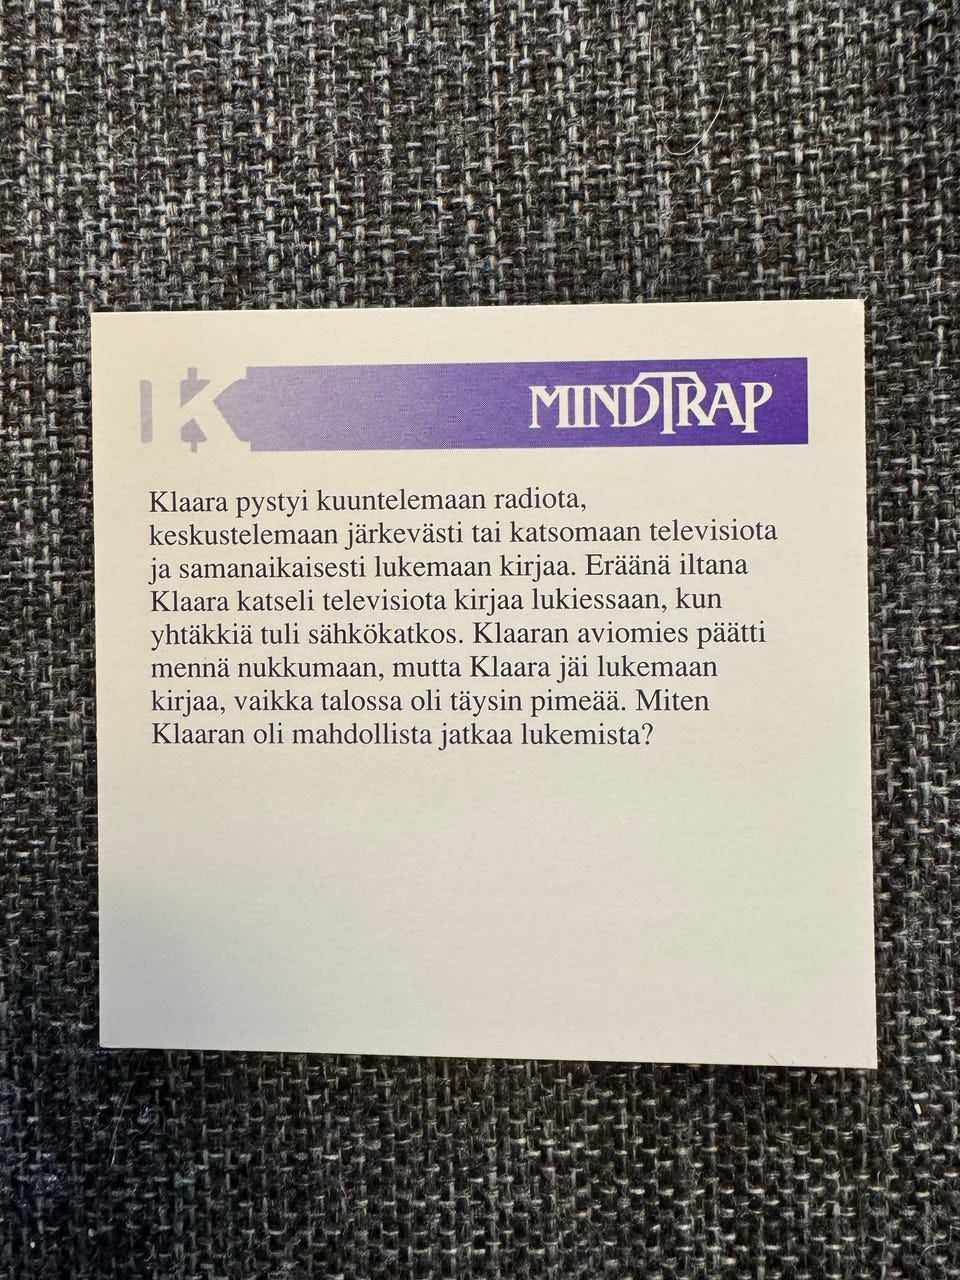 K
MINDTRAP
Klaara pystyi kuuntelemaan radiota,
keskustelemaan järkevästi tai katsomaan televisiota
ja samanaikaisesti lukemaan kirjaa. Eräänä iltana
Klaara katseli televisiota kirjaa lukiessaan, kun
yhtäkkiä tuli sähkökatkos. Klaaran aviomies päätti
mennä nukkumaan, mutta Klaara jäi lukemaan
kirjaa, vaikka talossa oli täysin pimeää. Miten
Klaaran oli mahdollista jatkaa lukemista?